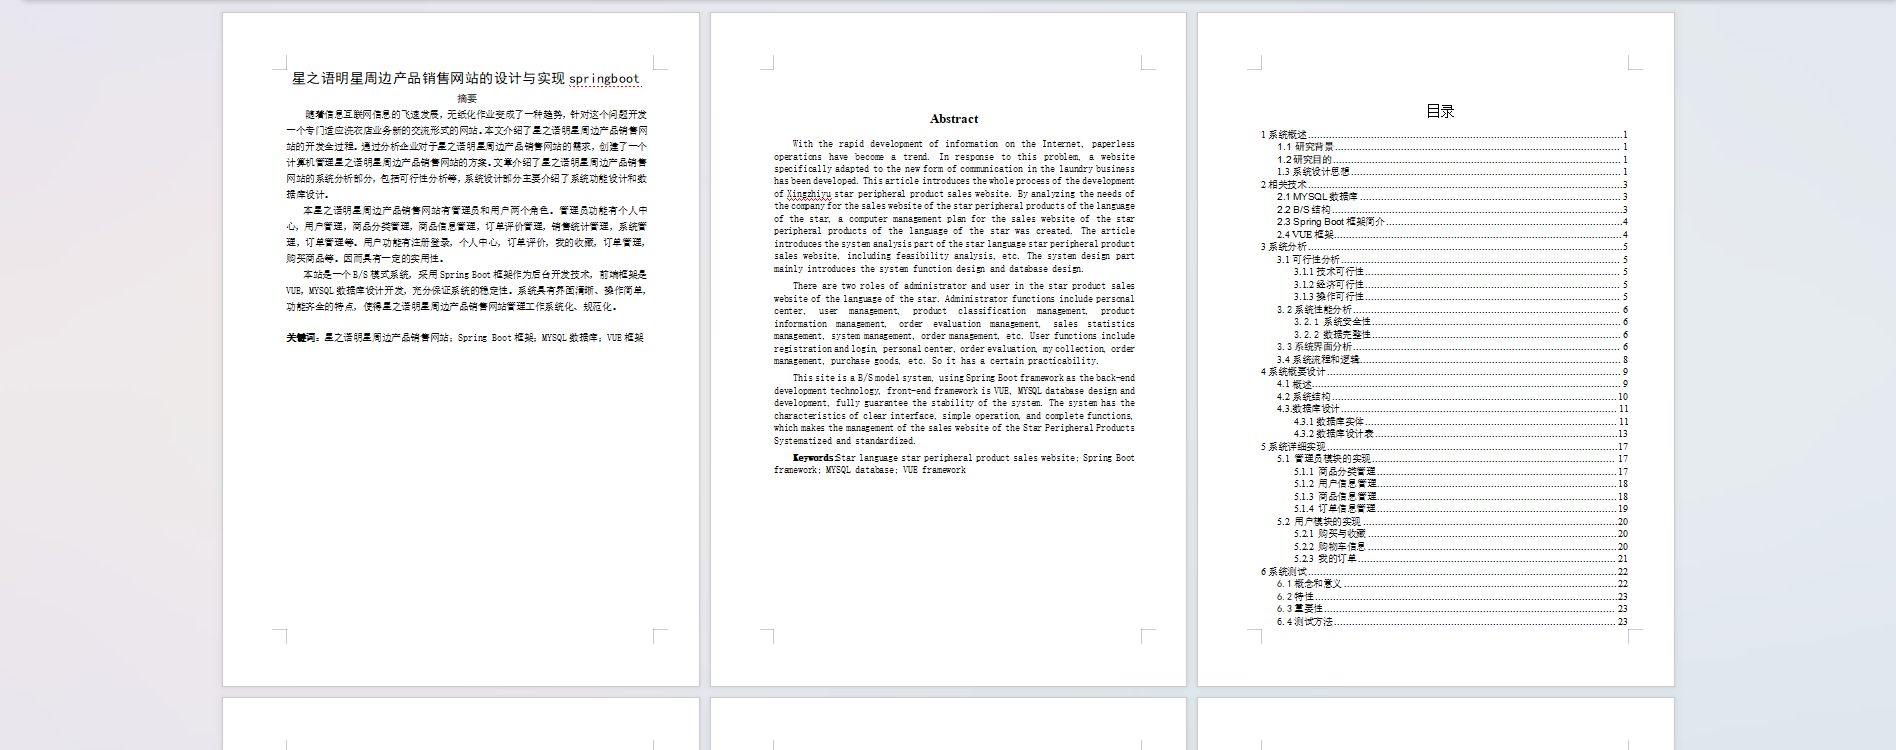 星之语明星周边产品销售网站的设计与实现 springboot
摘要
随着信息互联网信息的飞速发展，无纸化作业变成了一种趋势，针对这个问题开发
一个专门适应洗衣店业务新的交流形式的网站。本文介绍了星之语明星周边产品销售网
站的开发全过程。通过分析企业对于星之语明星周边产品销售网站的需求，创建了一个
计算机管理星之语明星周边产品销售网站的方案。文章介绍了星之语明星周边产品销售
网站的系统分析部分，包括可行性分析等，系统设计部分主要介绍了系统功能设计和数
据库设计。
本星之语明星周边产品销售网站有管理员和用户两个角色。管理员功能有个人中
心，用户管理，商品分类管理，商品信息管理，订单评价管理，销售统计管理，系统管
理，订单管理等。用户功能有注册登录，个人中心，订单评价，我的收藏，订单管理，
购买商品等。因而具有一定的实用性。
本站是一个 B/S 模式系统，采用 Spring Boot 框架作为后台开发技术，前端框架是
VUE，MYSQL 数据库设计开发，充分保证系统的稳定性。系统具有界面清晰、操作简单，
功能齐全的特点，使得星之语明星周边产品销售网站管理工作系统化、规范化。
关键词：星之语明星周边产品销售网站；Spring Boot 框架；MYSQL 数据库；VUE 框架
Abstract
With the rapid development of information on the Internet, paperless
operations have become a trend. In response to this problem, a website
specifically adapted to the new form of communication in the laundry business
has been developed. This article introduces the whole process of the development
of Xingzhiyu star peripheral product sales website. By analyzing the needs of
the company for the sales website of the star peripheral products of the language
of the star, a computer management plan for the sales website of the star
peripheral products of the language of the star was created. The article
introduces the system analysis part of the star language star peripheral product
sales website, including feasibility analysis, etc. The system design part
mainly introduces the system function design and database design.
There are two roles of administrator and user in the star product sales
website of the language of the star. Administrator functions include personal
center, user management, product classification management, product
information management, order evaluation management, sales statistics
management, system management, order management, etc. User functions include
registration and login, personal center, order evaluation, my collection, order
management, purchase goods, etc. So it has a certain practicability.
This site is a B/S model system, using Spring Boot framework as the back-end
development technology, front-end framework is VUE, MYSQL database design and
development, fully guarantee the stability of the system. The system has the
characteristics of clear interface, simple operation, and complete functions,
which makes the management of the sales website of the Star Peripheral Products
Systematized and standardized.
Keywords:Star language star peripheral product sales website; Spring Boot
framework; MYSQL database; VUE framework
目录
1 系统概述 1
1.1 研究背景 1
1.2 研究目的 1
1.3 系统设计思想 1
2 相关技术 3
2.1 MYSQL 数据库 3
2.2 B/S 结构 3
2.3 Spring Boot 框架简介 4
2.4 VUE 框架 4
3 系统分析 5
3.1 可行性分析 5
3.1.1 技术可行性 5
3.1.2 经济可行性 5
3.1.3 操作可行性 5
3.2 系统性能分析 6
3.2.1 系统安全性 6
3.2.2 数据完整性 6
3.3 系统界面分析 6
3.4 系统流程和逻辑 8
4 系统概要设计 9
4.1 概述 9
4.2 系统结构 10
4.3.数据库设计 11
4.3.1 数据库实体 11
4.3.2 数据库设计表 13
5 系统详细实现 17
5.1 管理员模块的实现 17
5.1.1 商品分类管理 17
5.1.2 用户信息管理 18
5.1.3 商品信息管理 18
5.1.4 订单信息管理 19
5.2 用户模块的实现 20
5.2.1 购买与收藏 20
5.2.2 购物车信息 20
5.2.3 我的订单 21
6 系统测试 22
6.1 概念和意义 22
6.2 特性 23
6.3 重要性 23
6.4 测试方法 23